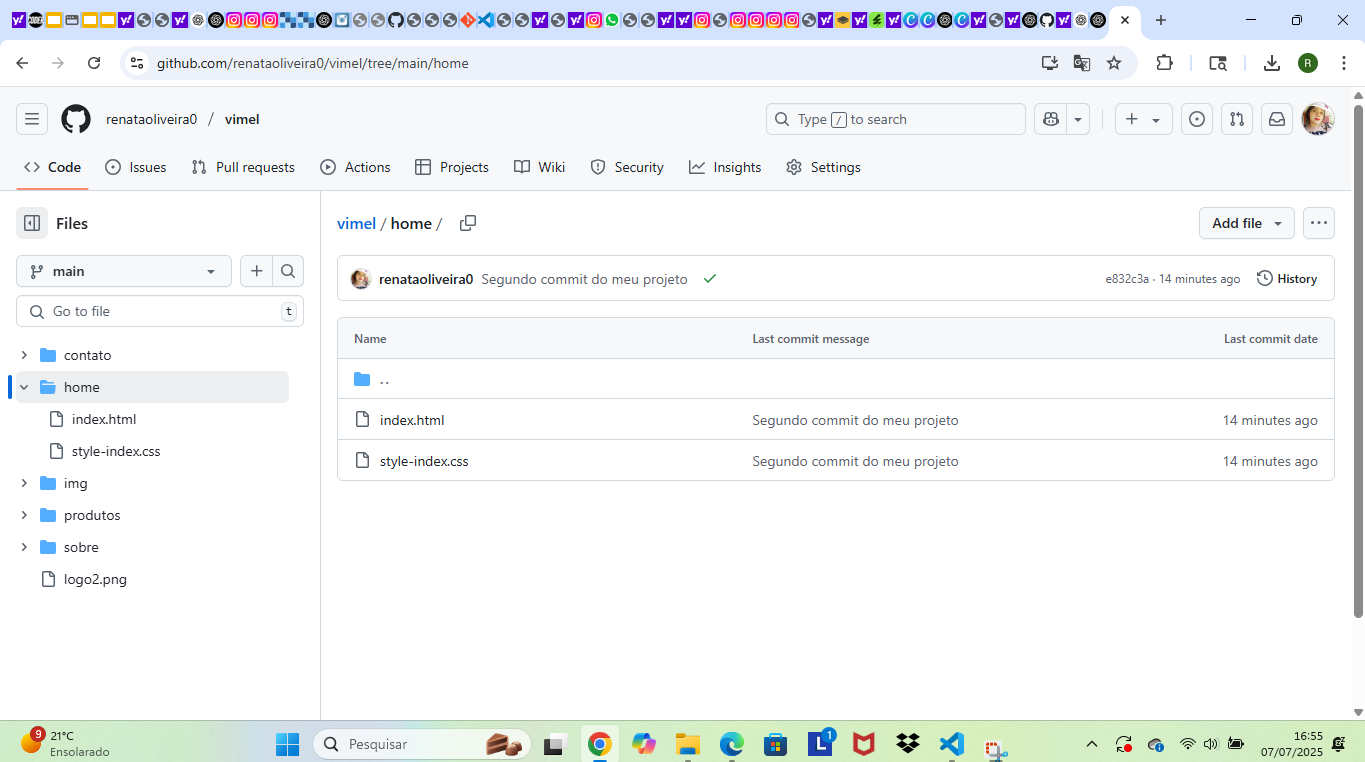 github.com/renataoliveira0/vimel/tree/main/home
R
renataoliveira0 / vimel
Type / to search
Code
Issues
Pull requests
Actions
Projects
Wiki
Security
Insights
Settings
Files
vimel / home /
Add file
main
renataoliveira0 Segundo commit do meu projeto
e832c3a · 14 minutes ago
History
Go to file
t
Name
Last commit message
Last commit date
contato
home
index.html
style-index.css
img
produtos
sobre
logo2.png
..
index.html
Segundo commit do meu projeto
14 minutes ago
style-index.css
Segundo commit do meu projeto
14 minutes ago
9
21°C
Ensolarado
Pesquisar
L
1
16:55
07/07/2025